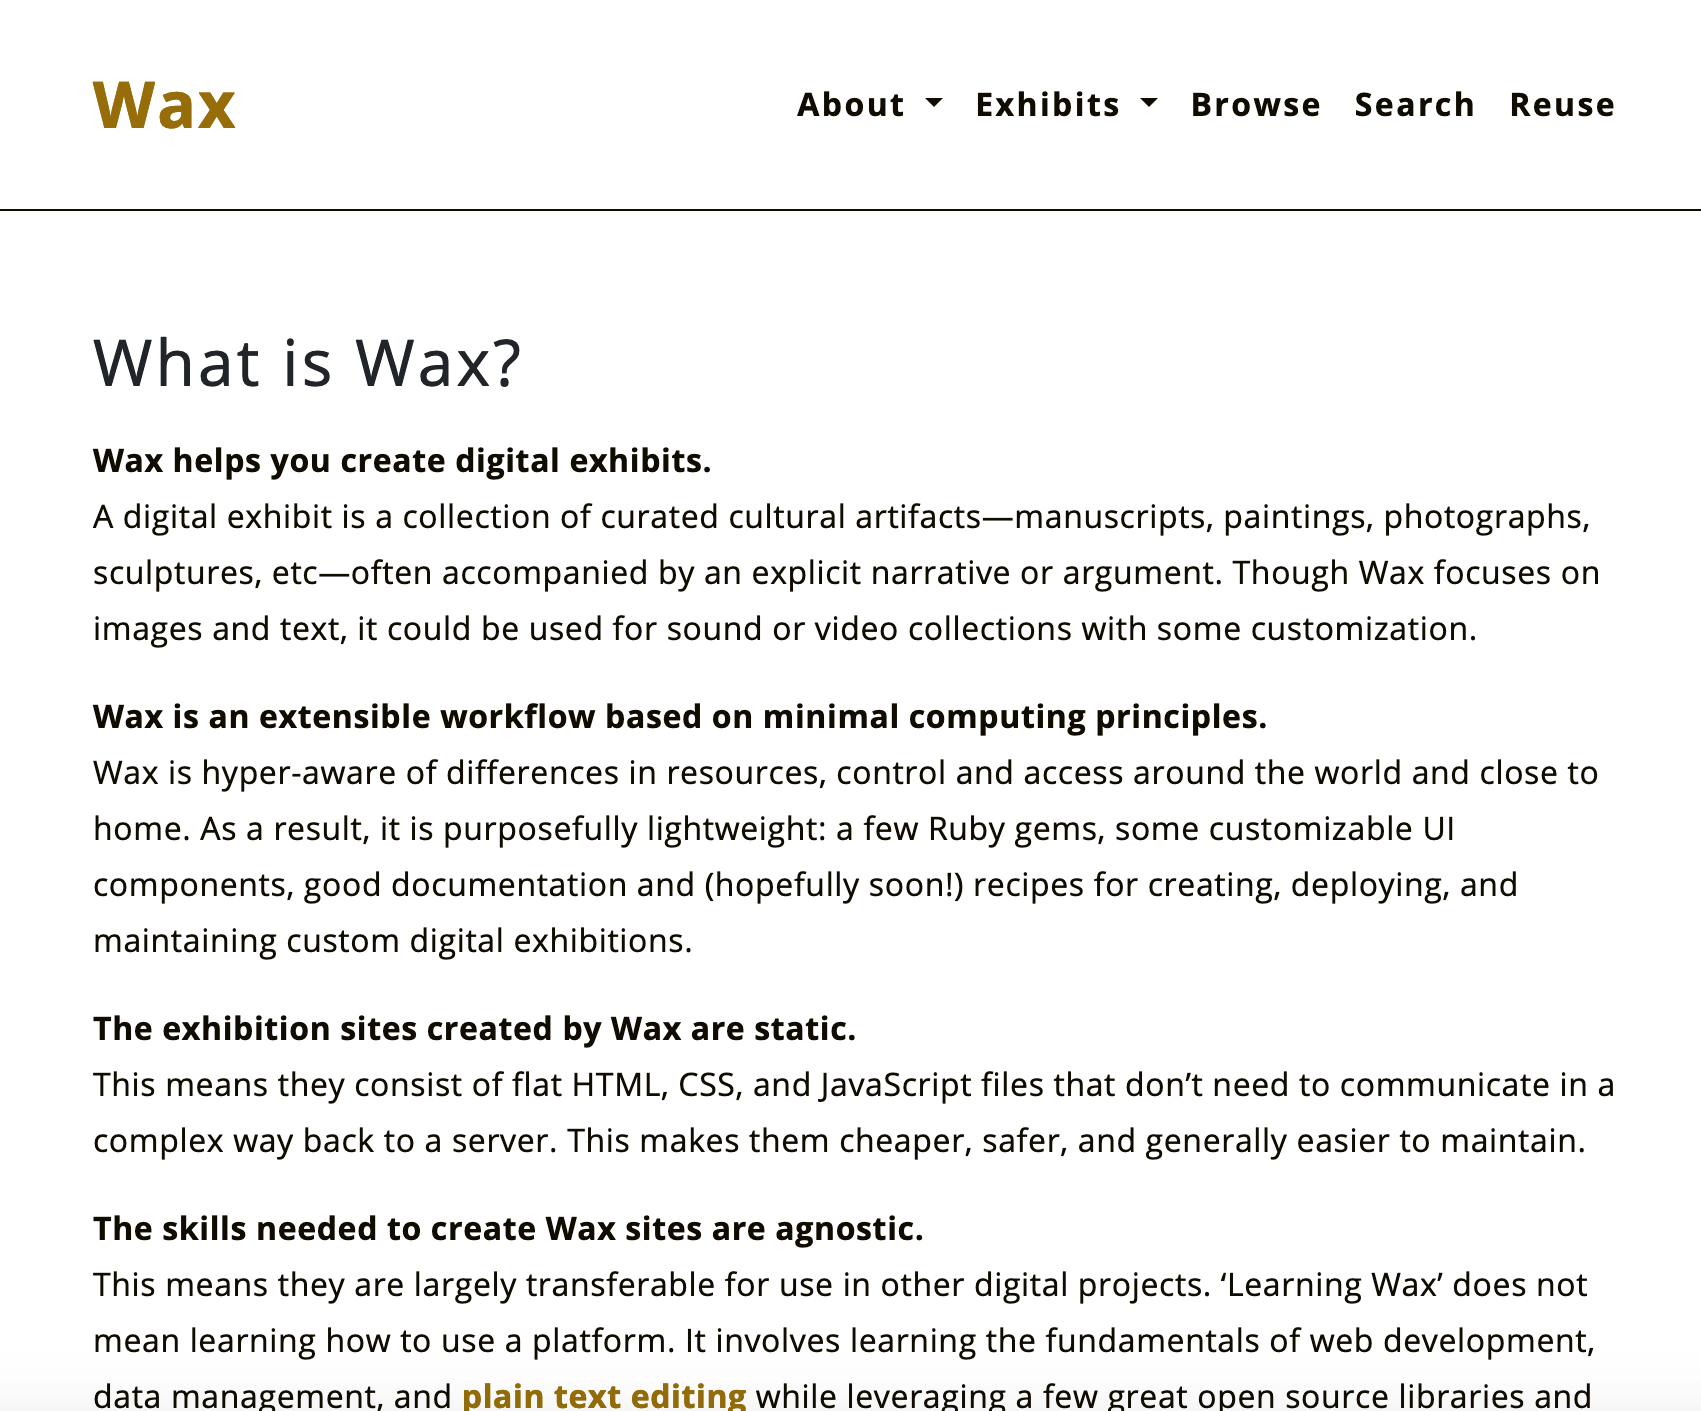 Wax
About Exhibits Browse Search Reuse
What is Wax?
Wax helps you create digital exhibits.
A digital exhibit is a collection of curated cultural artifacts—manuscripts, paintings, photographs,
sculptures, etc—often accompanied by an explicit narrative or argument. Though Wax focuses on
images and text, it could be used for sound or video collections with some customization.
Wax is an extensible workflow based on minimal computing principles.
Wax is hyper-aware of differences in resources, control and access around the world and close to
home. As a result, it is purposefully lightweight: a few Ruby gems, some customizable UI
components, good documentation and (hopefully soon!) recipes for creating, deploying, and
maintaining custom digital exhibitions.
The exhibition sites created by Wax are static.
This means they consist of flat HTML, CSS, and JavaScript files that don’t need to communicate in a
complex way back to a server. This makes them cheaper, safer, and generally easier to maintain.
The skills needed to create Wax sites are agnostic.
This means they are largely transferable for use in other digital projects. ‘Learning Wax’ does not
mean learning how to use a platform. It involves learning the fundamentals of web development,
data management, and plain text editing while leveraging a few great open source libraries and